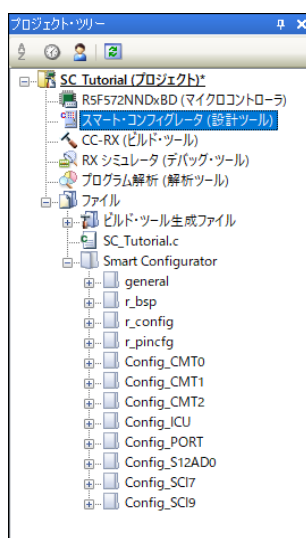 プロジェクト・ツリー
SC_Tutorial (プロジェクト)*
R5F572NNDxBD (マイクロコントローラ)
スマート・コンフィグレータ (設計ツール)
CC-RX (ビルド・ツール)
RX シミュレータ (デバッグ・ツール)
プログラム解析 (解析ツール)
ファイル
ビルド・ツール生成ファイル
SC_Tutorial.c
Smart Configurator
general
r_bsp
r_config
r_pincfg
Config_CMT0
Config_CMT1
Config_CMT2
Config_ICU
Config_PORT
Config_S12AD0
Config_SCI7
Config_SCI9